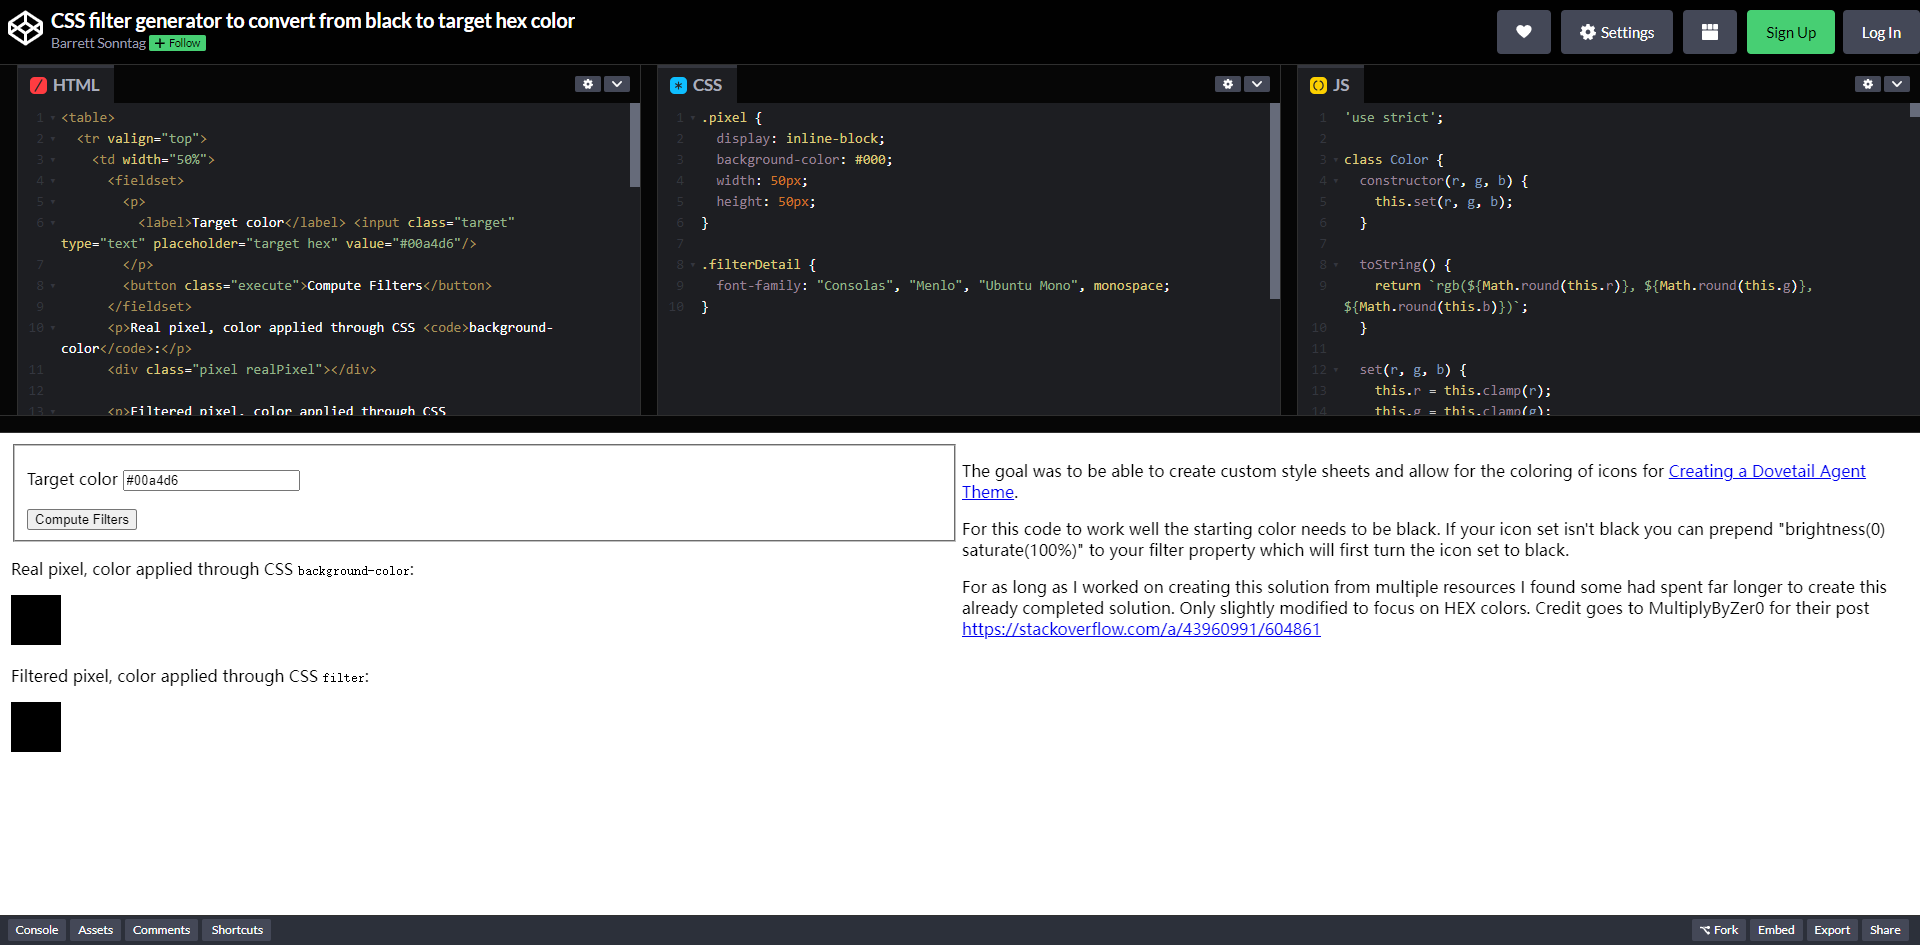 CSS filter generator to convert from black to target hex color
Barrett Sonntag + Follow
Settings
Sign Up
Log In
HTML
1 <table>
2 <tr valign="top">
3 <td width="50%">
4 <fieldset>
5 <p>
6 <label>Target color</label> <input class="target"
type="text" placeholder="target hex" value="#00a4d6"/>
7 </p>
8 <button class="execute">Compute Filters</button>
9 </fieldset>
10 <p>Real pixel, color applied through CSS <code>background-
color</code>:</p>
11 <div class="pixel realPixel"></div>
12
13 <p>Filtered pixel, color applied through CSS
CSS
1 .pixel {
2 display: inline-block;
3 background-color: #000;
4 width: 50px;
5 height: 50px;
6 }
7
8 .filterDetail {
9 font-family: "Consolas", "Menlo", "Ubuntu Mono", monospace;
10 }
JS
1 'use strict';
2
3 class Color {
4 constructor(r, g, b) {
5 this.set(r, g, b);
6 }
7
8 toString() {
9 return `rgb(${Math.round(this.r)}, ${Math.round(this.g)},
${Math.round(this.b)})`;
10 }
11
12 set(r, g, b) {
13 this.r = this.clamp(r);
14 this.g = this.clamp(g);
Target color #00a4d6
Compute Filters
Real pixel, color applied through CSS background-color:
Filtered pixel, color applied through CSS filter:
The goal was to be able to create custom style sheets and allow for the coloring of icons for Creating a Dovetail Agent
Theme.
For this code to work well the starting color needs to be black. If your icon set isn't black you can prepend "brightness(0)
saturate(100%)" to your filter property which will first turn the icon set to black.
For as long as I worked on creating this solution from multiple resources I found some had spent far longer to create this
already completed solution. Only slightly modified to focus on HEX colors. Credit goes to MultiplyByZer0 for their post
https://stackoverflow.com/a/43960991/604861
Console
Assets
Comments
Shortcuts
Fork
Embed
Export
Share